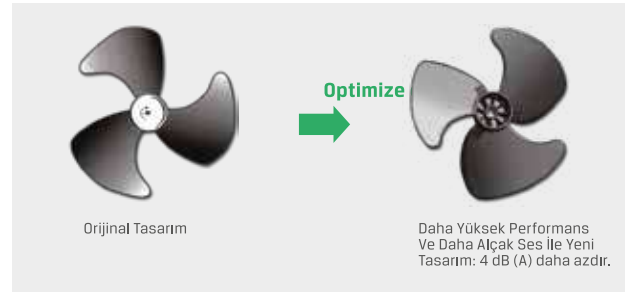 Optimize
Orijinal Tasarım
Daha Yüksek Performans
Ve Daha Alçak Ses İle Yeni
Tasarım: 4 dB (A) daha azdır.